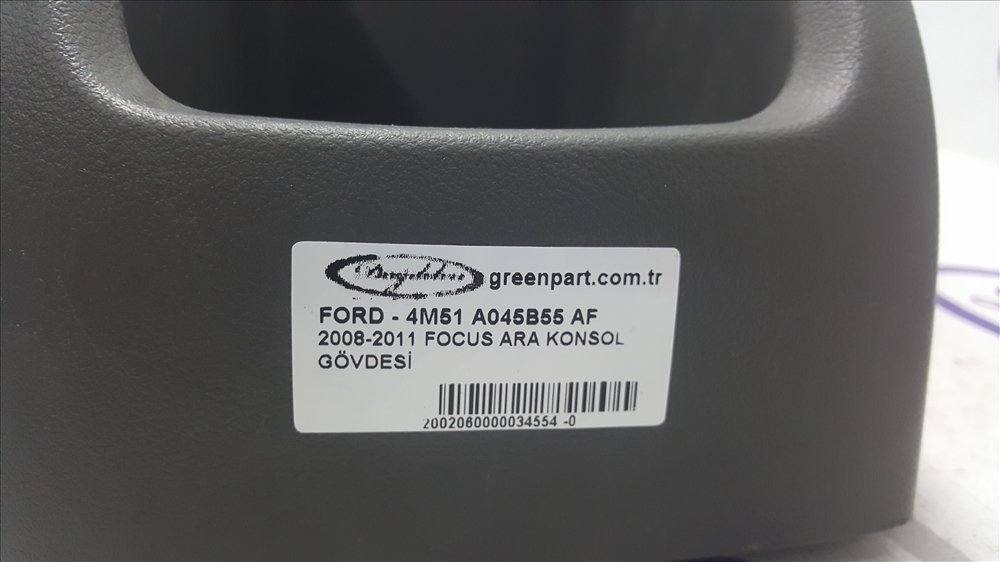 greenpart.com.tr
FORD - 4M51 A045B55 AF
2008-2011 FOCUS ARA KONSOL
GÖVDESİ
2002060000034554 -0